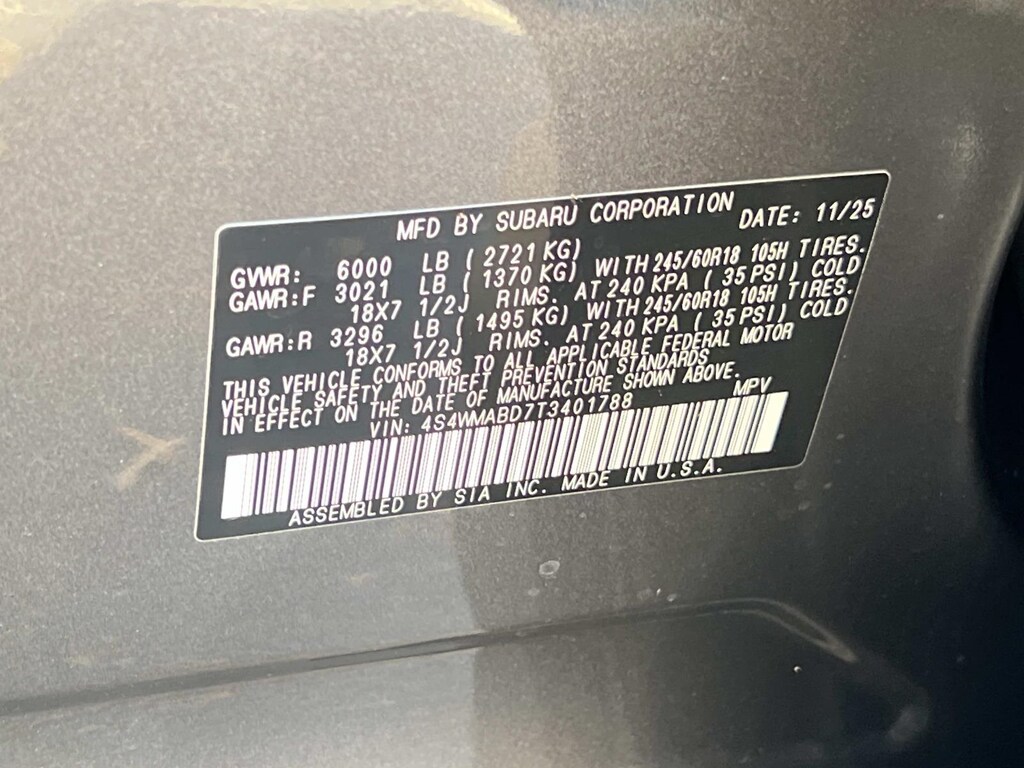 MFD BY SUBARU CORPORATION DATE: 11/25
GVWR: 6000 LB ( 2721 KG)
GAWR:F 3021 LB ( 1370 KG) WITH 245/60R18 105H TIRES.
18X7 1/2J RIMS. AT 240 KPA ( 35 PSI) COLD
GAWR:R 3296 LB ( 1495 KG) WITH 245/60R18 105H TIRES.
18X7 1/2J RIMS. AT 240 KPA ( 35 PSI) COLD
THIS VEHICLE CONFORMS TO ALL APPLICABLE FEDERAL MOTOR
VEHICLE SAFETY AND THEFT PREVENTION STANDARDS
IN EFFECT ON THE DATE OF MANUFACTURE SHOWN ABOVE.
VIN: 4S4WMABD7T3401788 MPV
ASSEMBLED BY SIA INC. MADE IN U.S.A.